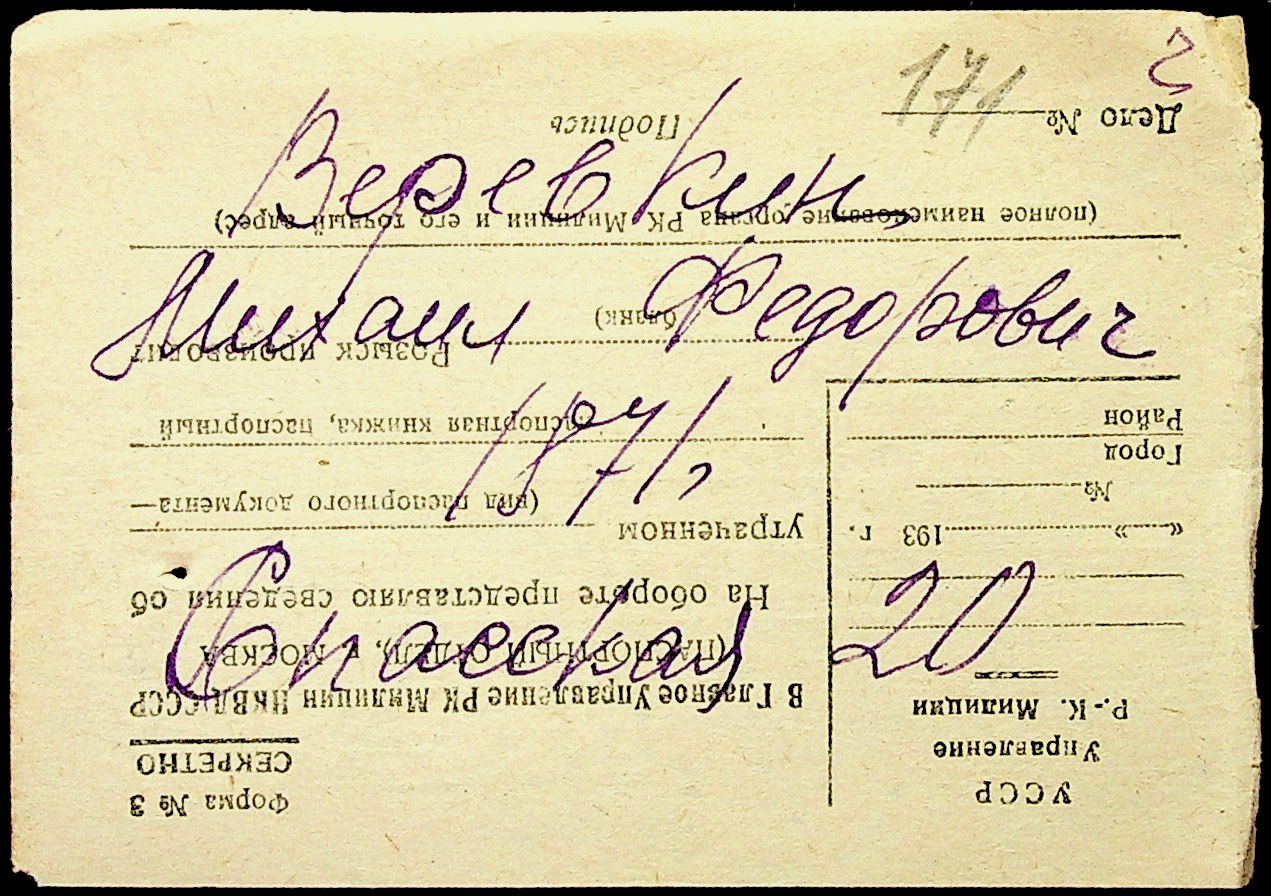 Веревкин,
Михаил Федорович
1871,
Спасская 20
171
2
УССР
Управление
Р.-К. Милиции
« » 193 г.
№
Город
Район
Форма № 3
СЕКРЕТНО
В Главное Управление РК Милиции НКВД СССР
(ПАСПОРТНЫЙ ОТДЕЛ), г. МОСКВА
На обороте представляю сведения об
утраченном
(вид паспортного документа—
паспортная книжка, паспортный
бланк)
Розыск производит
(полное наименование органа РК Милиции и его точный адрес)
Подпись
Дело №